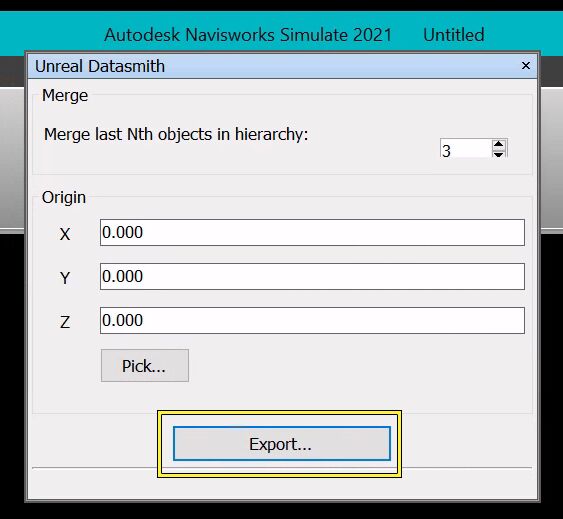 Autodesk Navisworks Simulate 2021 Untitled
Unreal Datasmith ×
Merge
Merge last Nth objects in hierarchy:
3
Origin
X 0.000
Y 0.000
Z 0.000
Pick...
Export...